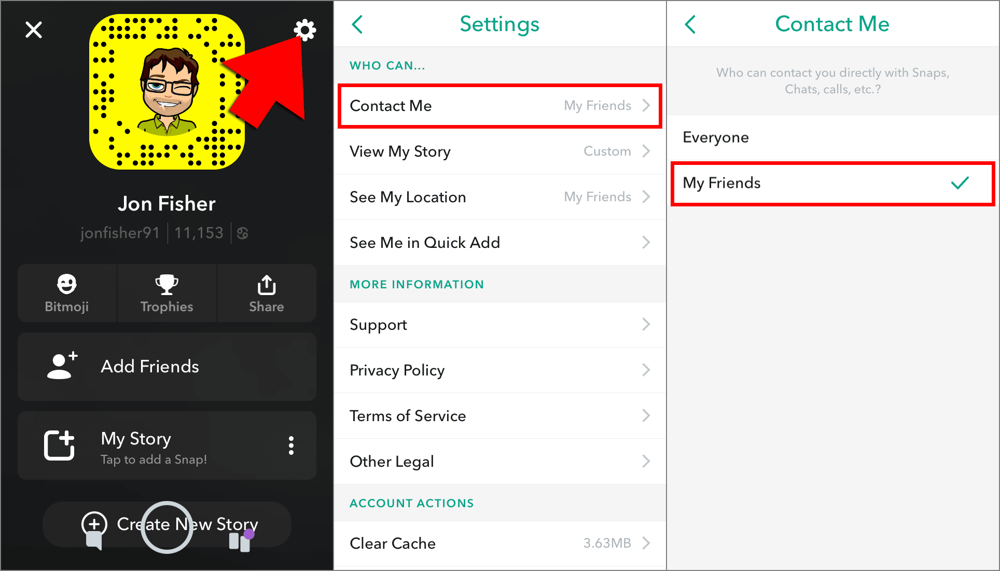 Jon Fisher
jonfisher91 | 11,153 | ♋
Bitmoji
Trophies
Share
Add Friends
My Story
Tap to add a Snap!
Create New Story
Settings
WHO CAN...
Contact Me My Friends
View My Story Custom
See My Location My Friends
See Me in Quick Add
MORE INFORMATION
Support
Privacy Policy
Terms of Service
Other Legal
ACCOUNT ACTIONS
Clear Cache 3.63MB
Contact Me
Who can contact you directly with Snaps,
Chats, calls, etc.?
Everyone
My Friends